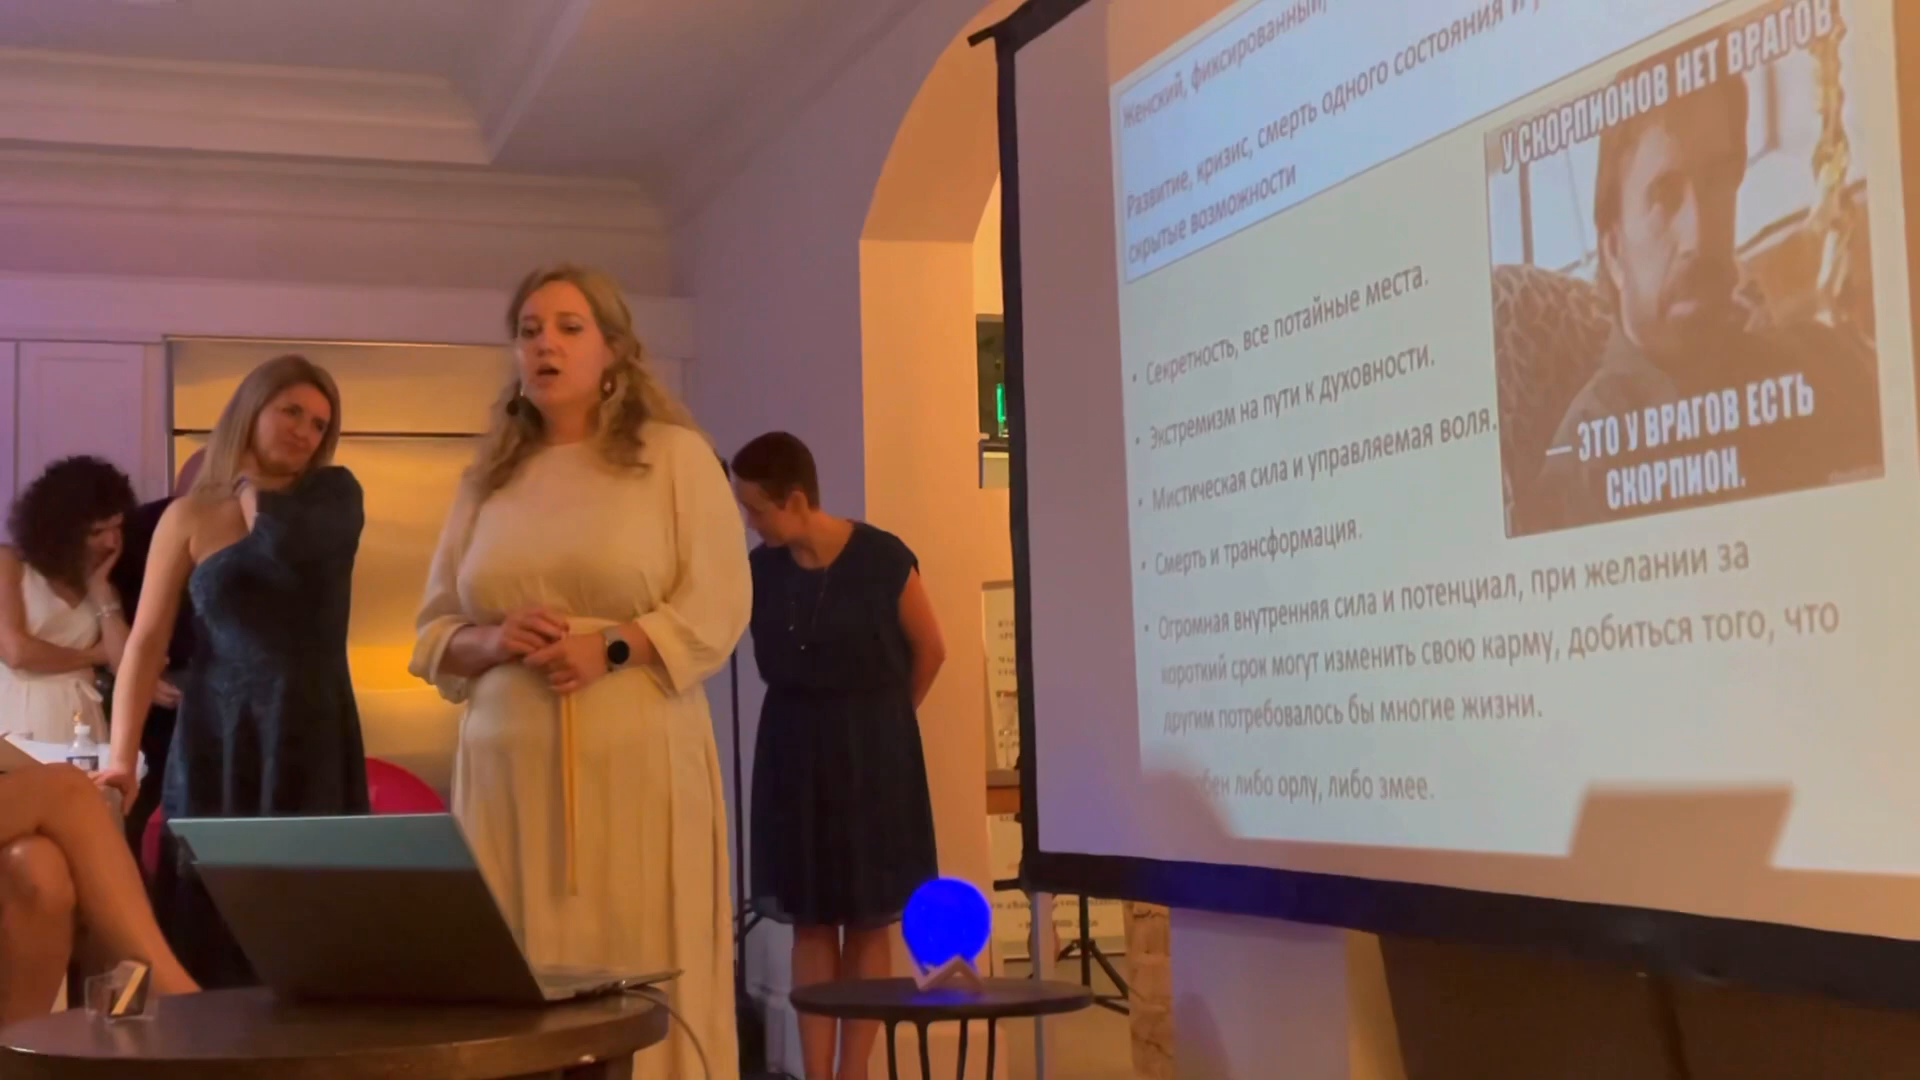 Женский, фиксированный,
Развитие, кризис, смерть одного состояния и
скрытые возможности
• Секретность, все потайные места.
• Экстремизм на пути к духовности.
• Мистическая сила и управляемая воля.
• Смерть и трансформация.
• Огромная внутренняя сила и потенциал, при желании за
короткий срок могут изменить свою карму, добиться того, что
другим потребовалось бы многие жизни.
либо орлу, либо змее.
У СКОРПИОНОВ НЕТ ВРАГОВ
— ЭТО У ВРАГОВ ЕСТЬ
СКОРПИОН.